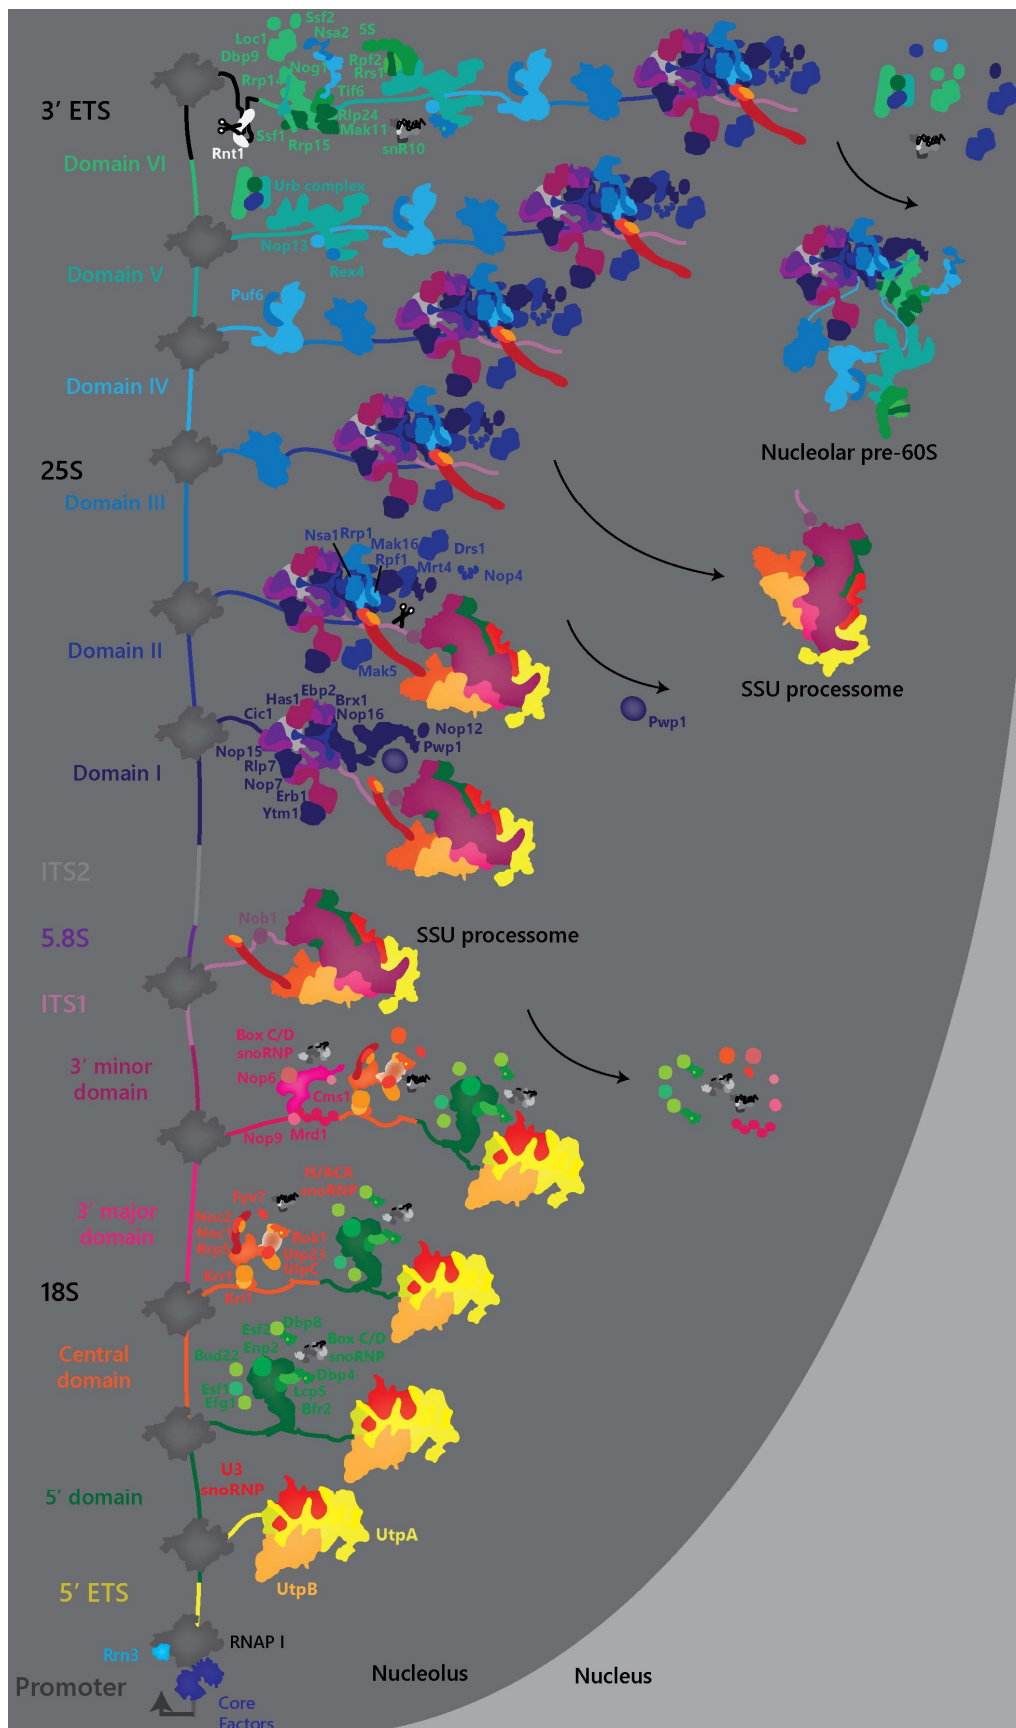 Ssf2
Nsa2
5S
Loc1
Dbp9
Nog1
Rpf2
Rrs1
Rrp14
Tif6
3′ ETS
Rlp24
Mak11
Ssf1
Rrp15
snR10
Rnt1
Domain VI
Urb complex
Nop13
Rex4
Domain V
Puf6
Domain IV
Nucleolar pre-60S
25S
Domain III
Nsa1
Rrp1
Mak16
Rpf1
Drs1
Mrt4
Nop4
Domain II
Mak5
SSU processome
Has1
Ebp2
Brx1
Cic1
Nop16
Nop12
Pwp1
Pwp1
Nop15
Rlp7
Nop7
Erb1
Ytm1
Domain I
ITS2
5.8S
Nob1
SSU processome
ITS1
Box C/D
snoRNP
3′ minor
domain
Nop6
Cms1
Nop9
Mrd1
H/ACA
snoRNP
Fyv7
Noc2
Noc1
Rrp5
Rok1
Utp23
UtpC
3′ major
domain
Krr1
Kri1
18S
Dbp8
Esf2
Enp2
Box C/D
snoRNP
Bud22
Dbp4
Esf1
Lcp5
Efg1
Bfr2
Central
domain
U3
snoRNP
5′ domain
UtpA
UtpB
5′ ETS
RNAP I
Rrn3
Nucleolus
Nucleus
Promoter
Core
Factors